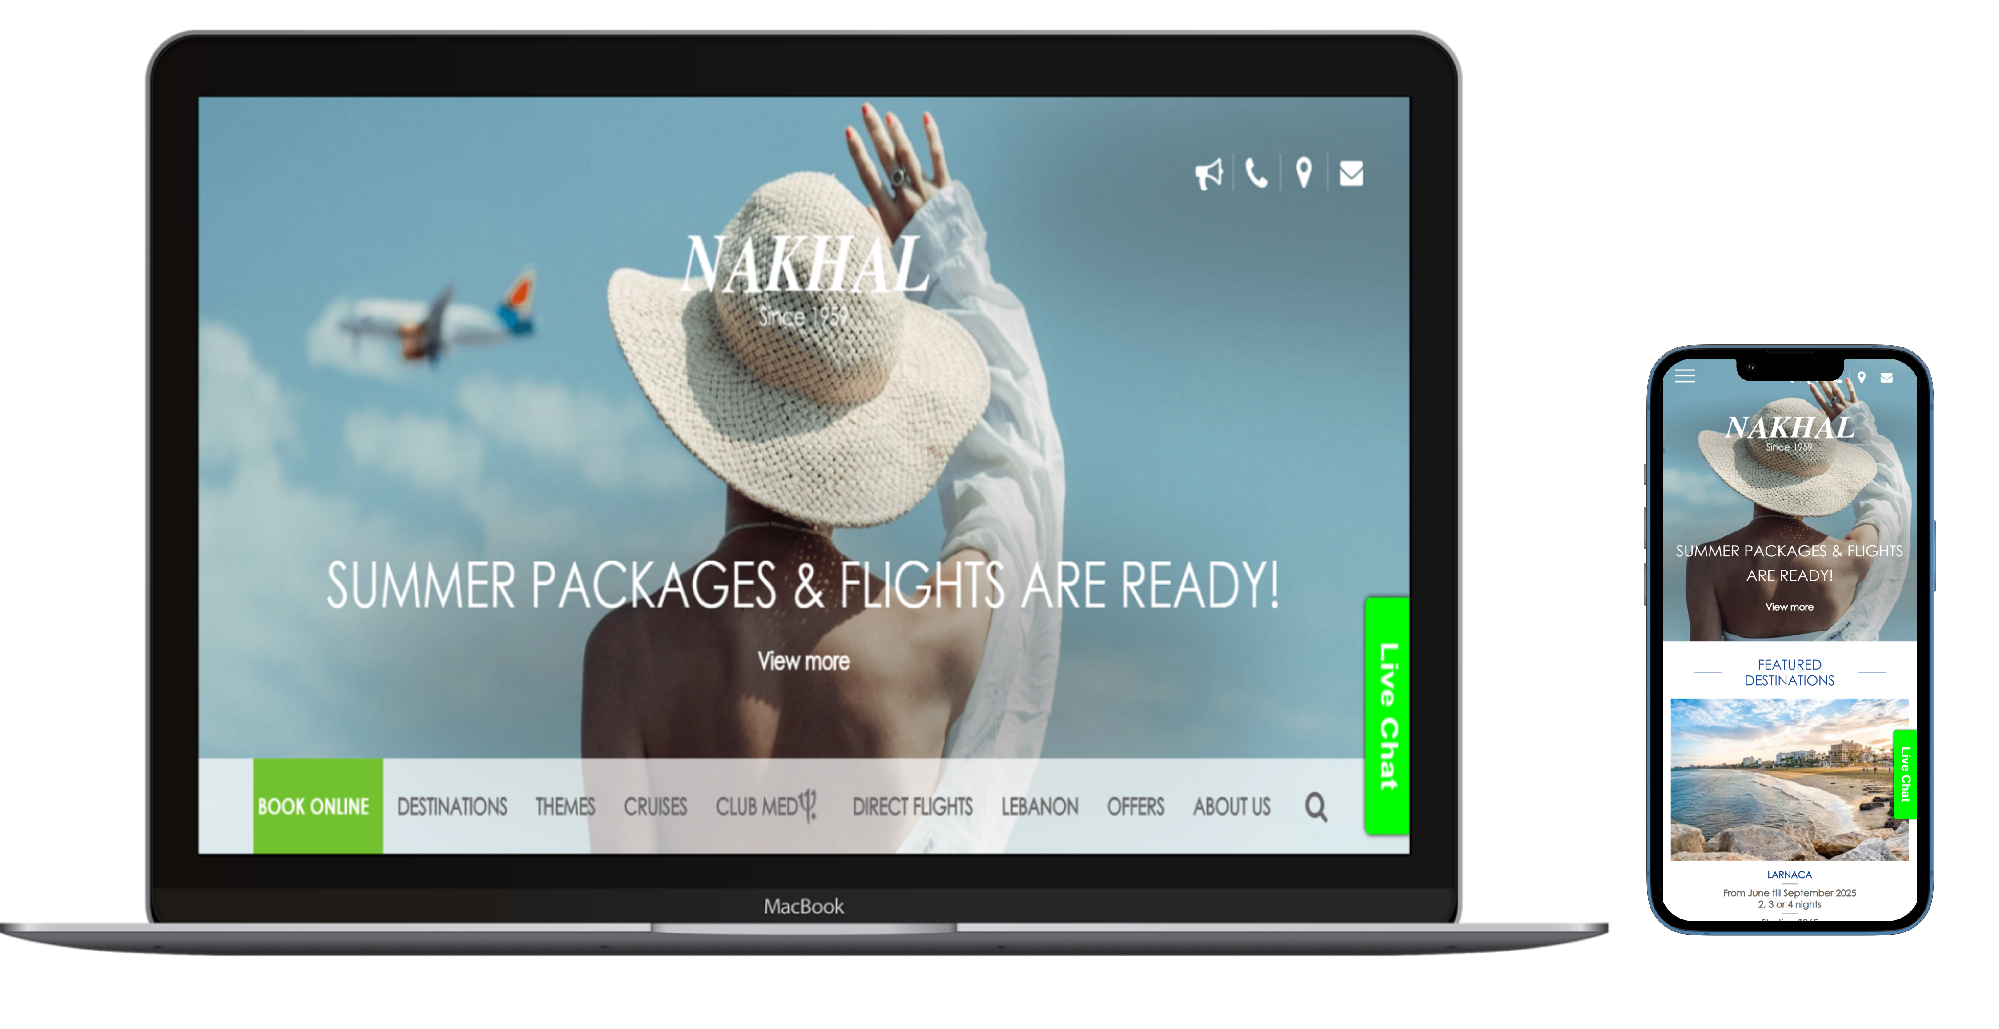 NAKHAL
Since 1959
SUMMER PACKAGES & FLIGHTS ARE READY!
View more
Live Chat
BOOK ONLINE DESTINATIONS THEMES CRUISES CLUB MED DIRECT FLIGHTS LEBANON OFFERS ABOUT US
MacBook
NAKHAL
Since 1959
SUMMER PACKAGES & FLIGHTS
ARE READY!
View more
FEATURED
DESTINATIONS
Live Chat
LARNACA
From June till September 2025
2, 3 or 4 nights